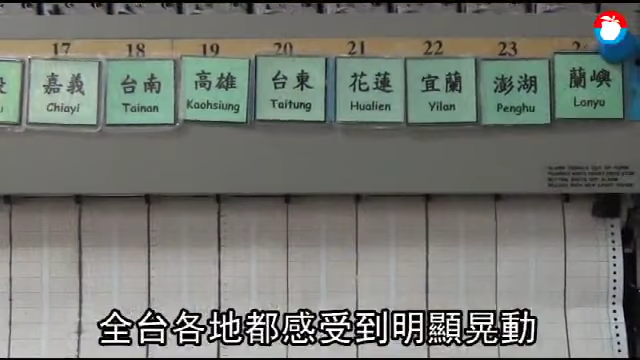 17 18 19 20 21 22 23
嘉義 台南 高雄 台東 花蓮 宜蘭 澎湖 蘭嶼
Chiayi Tainan Kaohsiung Taitung Hualien Yilan Penghu Lanyu
全台各地都感受到明顯晃動